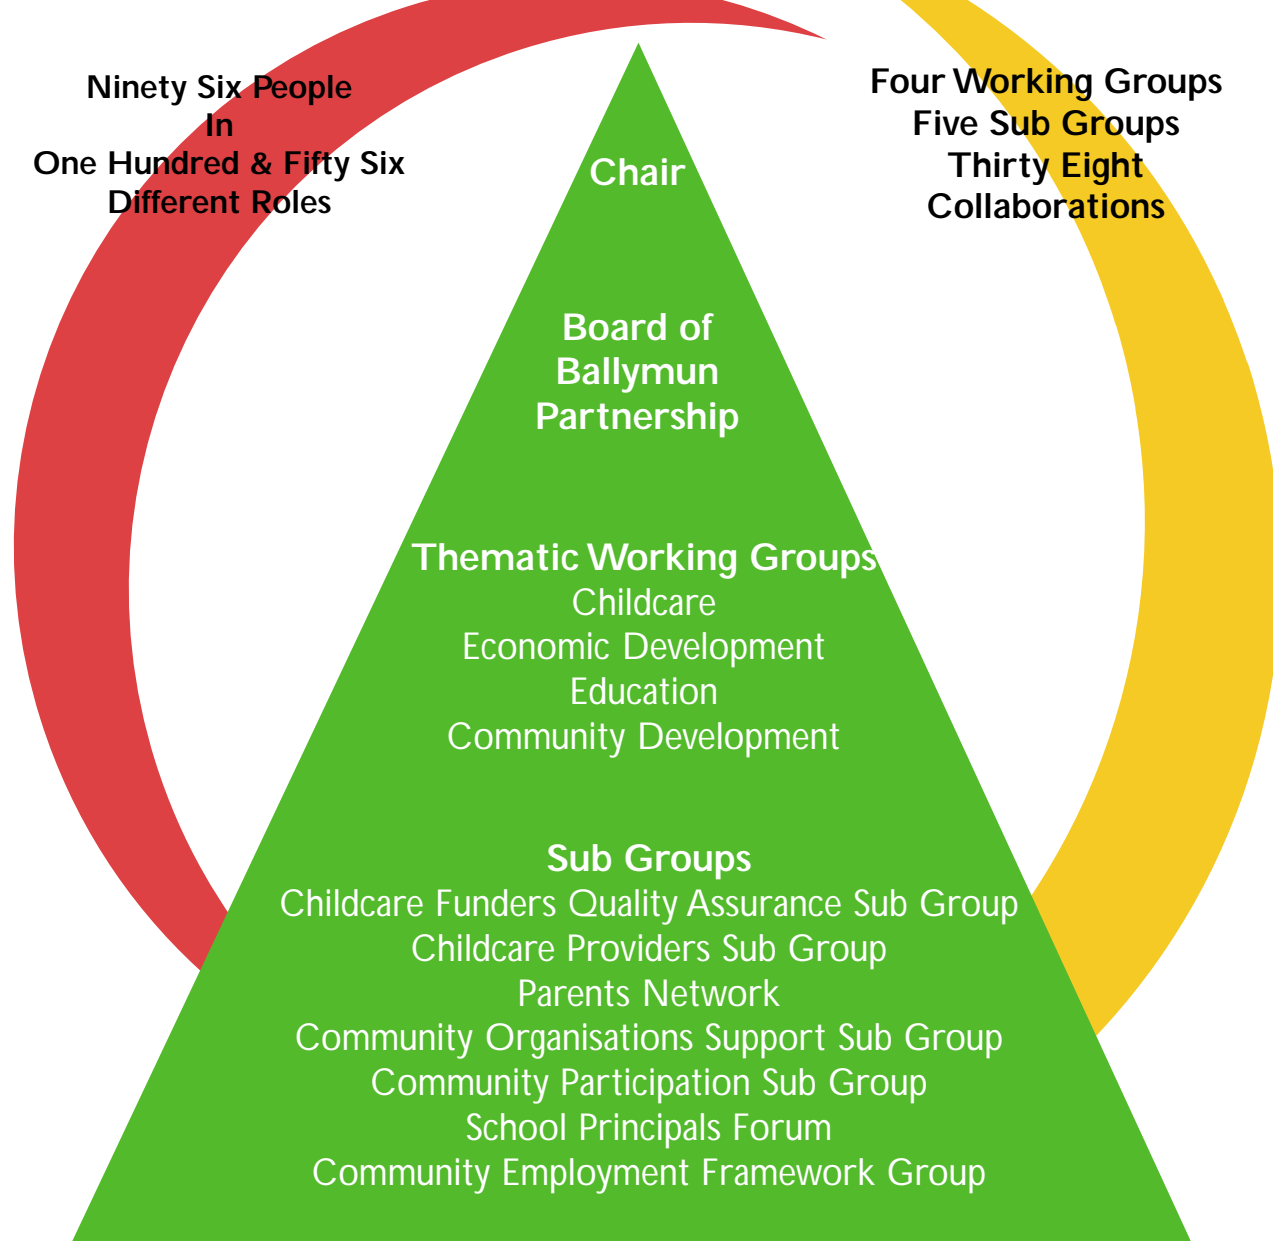 Ninety Six People
In
One Hundred & Fifty Six
Different Roles
Four Working Groups
Five Sub Groups
Thirty Eight
Collaborations
Chair
Board of
Ballymun
Partnership
Thematic Working Groups
Childcare
Economic Development
Education
Community Development
Sub Groups
Childcare Funders Quality Assurance Sub Group
Childcare Providers Sub Group
Parents Network
Community Organisations Support Sub Group
Community Participation Sub Group
School Principals Forum
Community Employment Framework Group